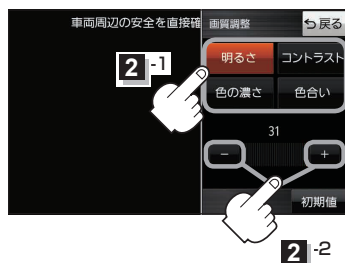 車両周辺の安全を直接確 画質調整 戻る
2-1
明るさ コントラスト
色の濃さ 色合い
31
− +
初期値
2-2